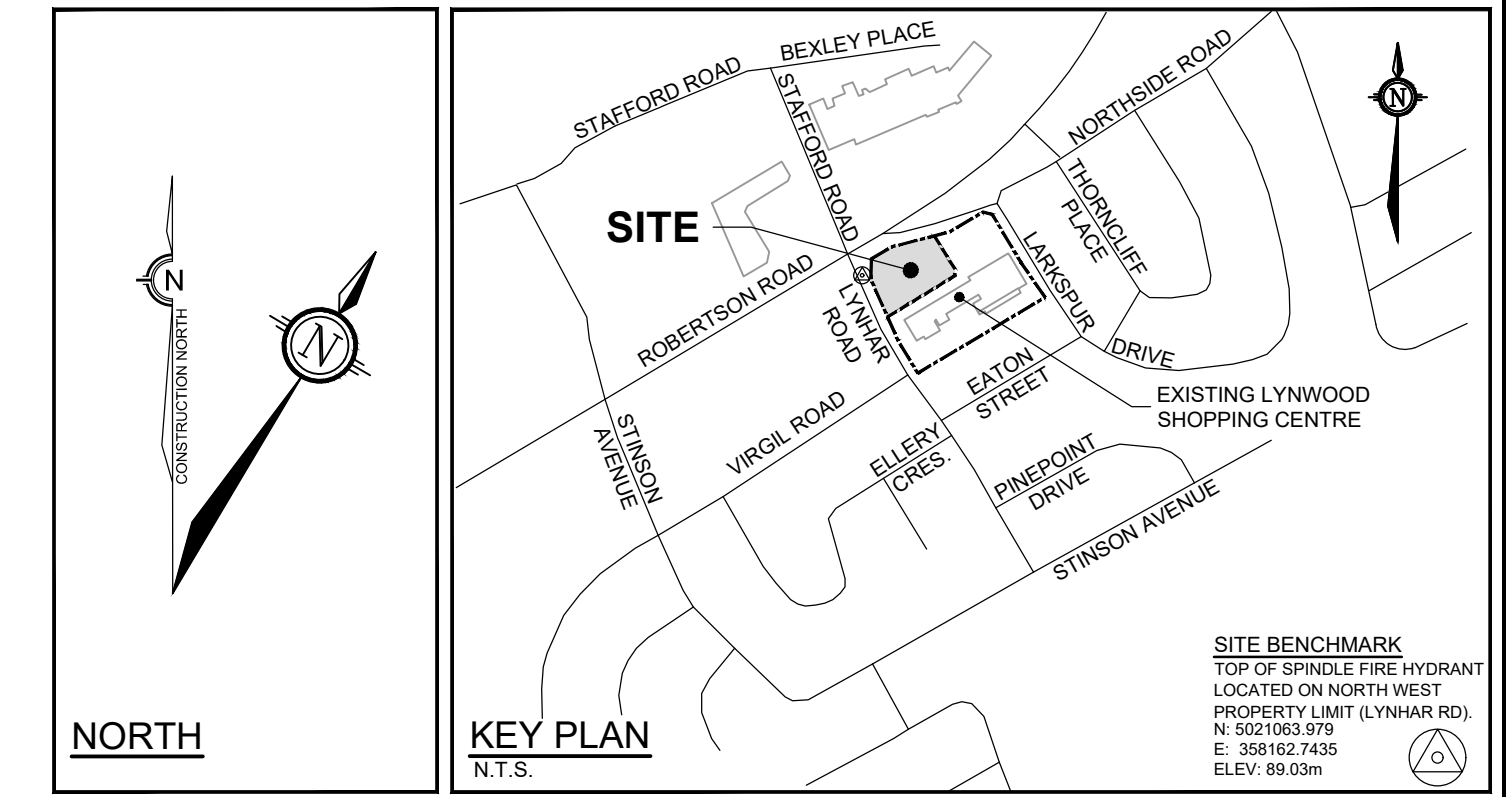 N
CONSTRUCTION NORTH
N
NORTH
BEXLEY PLACE
STAFFORD ROAD
STAFFORD ROAD
NORTHSIDE ROAD
N
THORNCLIFF
PLACE
SITE
LARKSPUR
DRIVE
ROBERTSON ROAD
LYNHAR
ROAD
EATON
STREET
EXISTING LYNWOOD
SHOPPING CENTRE
STINSON
AVENUE
VIRGIL ROAD
ELLERY
CRES.
PINEPOINT
DRIVE
STINSON AVENUE
KEY PLAN
N.T.S.
SITE BENCHMARK
TOP OF SPINDLE FIRE HYDRANT
LOCATED ON NORTH WEST
PROPERTY LIMIT (LYNHAR RD).
N: 5021063.979
E: 358162.7435
ELEV: 89.03m